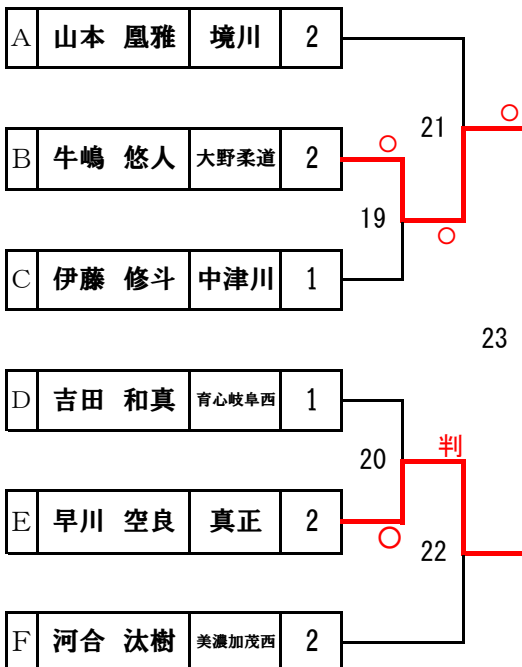 A 山本 凰雅 境川 2
21 ○
B 牛嶋 悠人 大野柔道 2 ○
19 ○
C 伊藤 修斗 中津川 1
23
D 吉田 和真 育心岐阜西 1
20 判
E 早川 空良 真正 2 ○
22
F 河合 汰樹 美濃加茂西 2